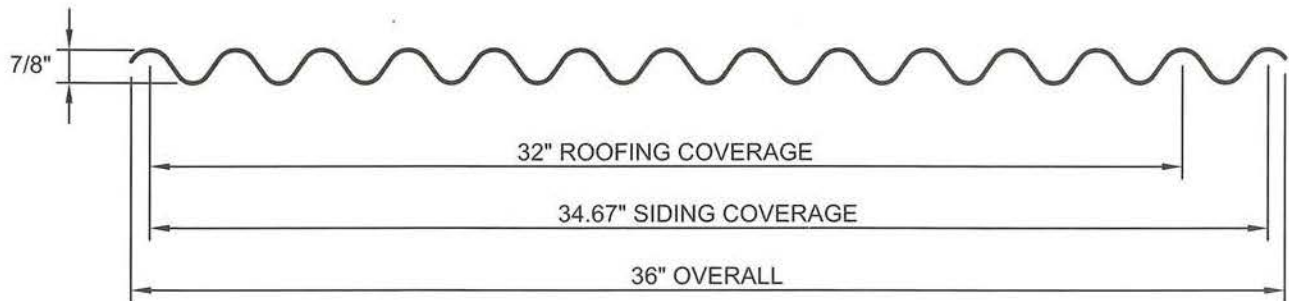 7/8"
32" ROOFING COVERAGE
34.67" SIDING COVERAGE
36" OVERALL